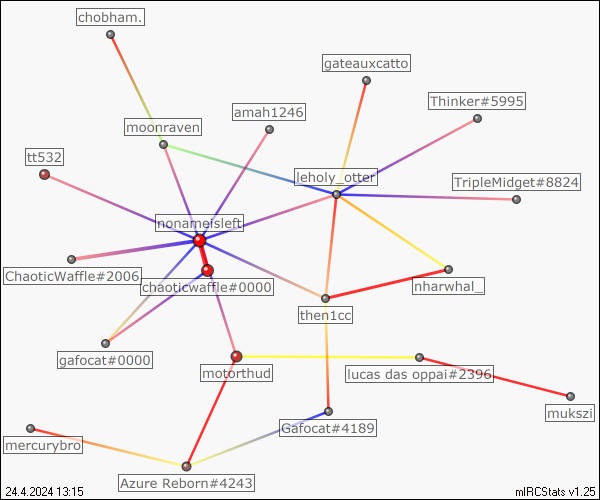 chobham.
gateauxcatto
Thinker#5995
amah1246
moonraven
tt532
leholy_otter
TripleMidget#8824
nonameisleft
ChaoticWaffle#2006
chaoticwaffle#0000
nharwhal_
then1cc
gafocat#0000
motorthud
lucas das oppai#2396
mukszi
Gafocat#4189
mercurybro
Azure Reborn#4243
24.4.2024 13:15
mIRCStats v1.25